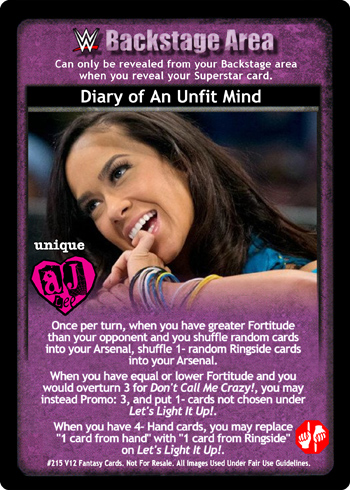 W Backstage Area
Can only be revealed from your Backstage area
when you reveal your Superstar card.
Diary of An Unfit Mind
unique
aJ
Lee
Once per turn, when you have greater Fortitude
than your opponent and you shuffle random cards
into your Arsenal, shuffle 1- random Ringside cards
into your Arsenal.
When you have equal or lower Fortitude and you
would overturn 3 for Don't Call Me Crazy!, you may
instead Promo: 3, and put 1- cards not chosen under
Let's Light It Up!.
When you have 4- Hand cards, you may replace
"1 card from hand" with "1 card from Ringside"
on Let's Light It Up!.
#215 V12 Fantasy Cards. Not For Resale. All Images Used Under Fair Use Guidelines.